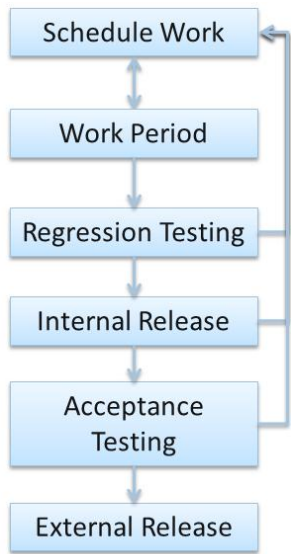 Schedule Work
Work Period
Regression Testing
Internal Release
Acceptance
Testing
External Release